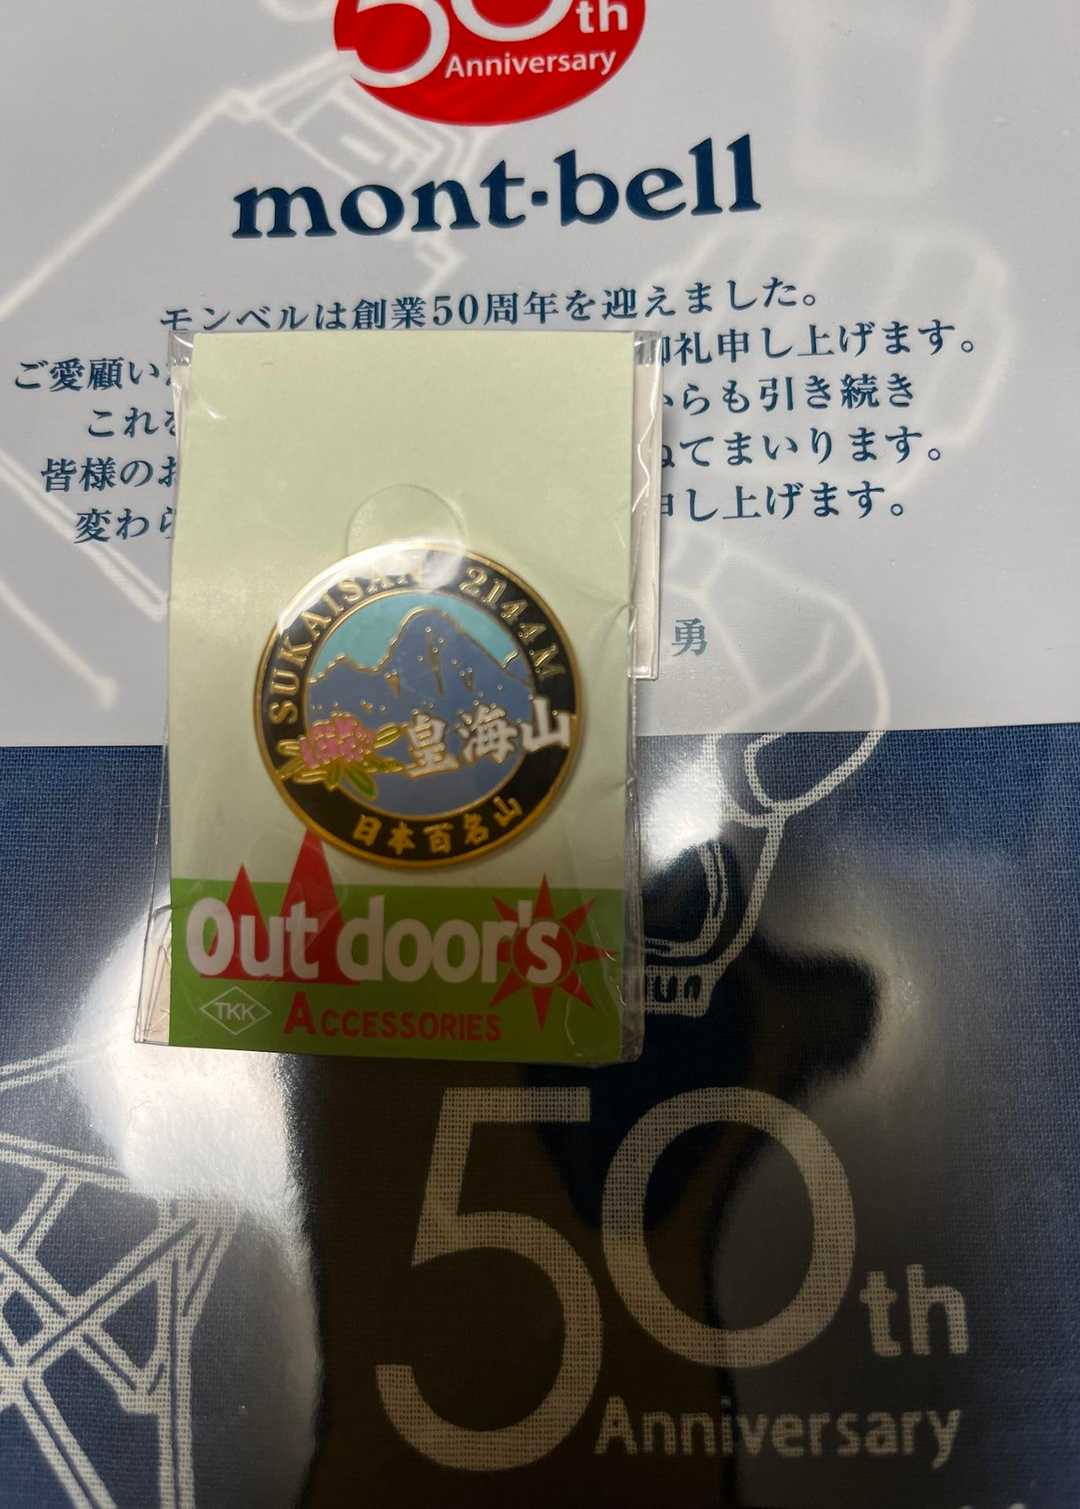 50th
Anniversary
mont·bell
モンベルは創業50周年を迎えました。
ご愛顧い
御礼申し上げます。
これ
からも引き続き
皆様のお
ねてまいります。
変わら
申し上げます。
勇
SUKAISAN 2144M
皇海山
日本百名山
Out door's
TKK ACCESSORIES
50th
Anniversary